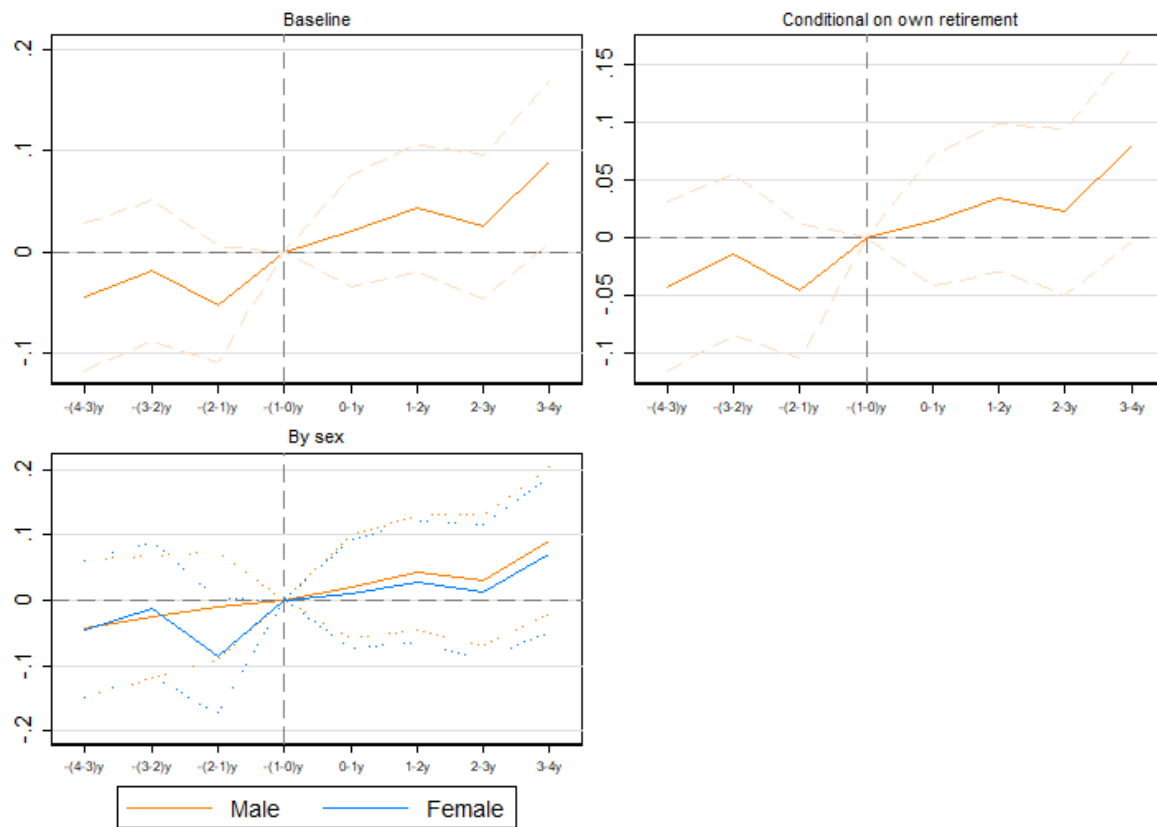 Baseline
.2
.1
0
-.1
-(4-3)y -(3-2)y -(2-1)y -(1-0)y 0-1y 1-2y 2-3y 3-4y
Conditional on own retirement
.15
.1
.05
0
-.05
-.1
-(4-3)y -(3-2)y -(2-1)y -(1-0)y 0-1y 1-2y 2-3y 3-4y
By sex
.2
.1
0
-.1
-.2
-(4-3)y -(3-2)y -(2-1)y -(1-0)y 0-1y 1-2y 2-3y 3-4y
Male Female